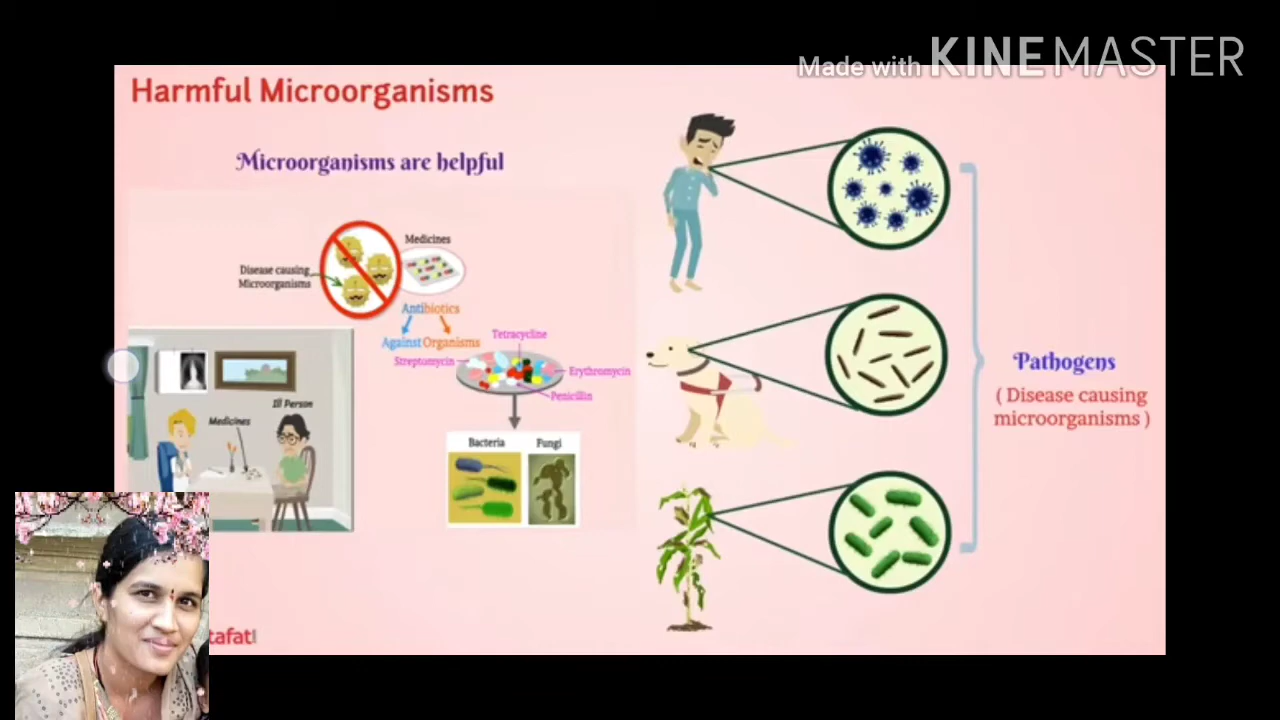 Made with KINEMASTER
Harmful Microorganisms
Microorganisms are helpful
Medicines
Disease causing
Microorganisms
Antibiotics
Against Organisms
Tetracycline
Streptomycin
Erythromycin
Penicillin
Ill Person
Medicines
Bacteria
Fungi
Pathogens
( Disease causing
microorganisms )